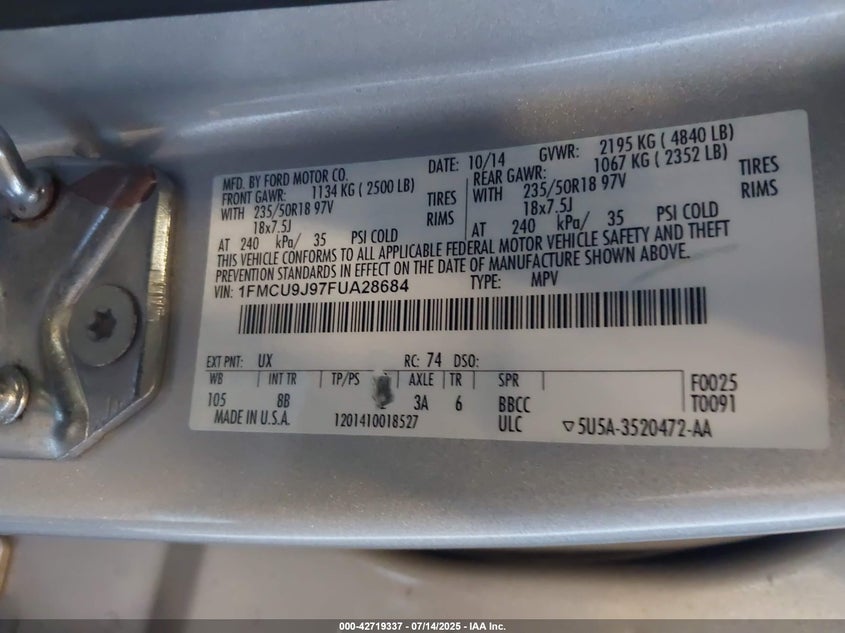 MFD. BY FORD MOTOR CO. DATE: 10/14 GVWR: 2195 KG ( 4840 LB)
FRONT GAWR: 1134 KG ( 2500 LB) REAR GAWR: 1067 KG ( 2352 LB)
WITH 235/50R18 97V TIRES WITH 235/50R18 97V TIRES
18x7.5J RIMS 18x7.5J RIMS
AT 240 kPa/ 35 PSI COLD AT 240 kPa/ 35 PSI COLD
THIS VEHICLE CONFORMS TO ALL APPLICABLE FEDERAL MOTOR VEHICLE SAFETY AND THEFT
PREVENTION STANDARDS IN EFFECT ON THE DATE OF MANUFACTURE SHOWN ABOVE.
VIN: 1FMCU9J97FUA28684 TYPE: MPV
EXT PNT: UX RC: 74 DSO:
WB INT TR TP/PS AXLE TR SPR F0025
105 8B 3A 6 BBCC T0091
MADE IN U.S.A. 1201410018527 ULC ▽5U5A-3520472-AA
000-42719337 - 07/14/2025 - IAA Inc.